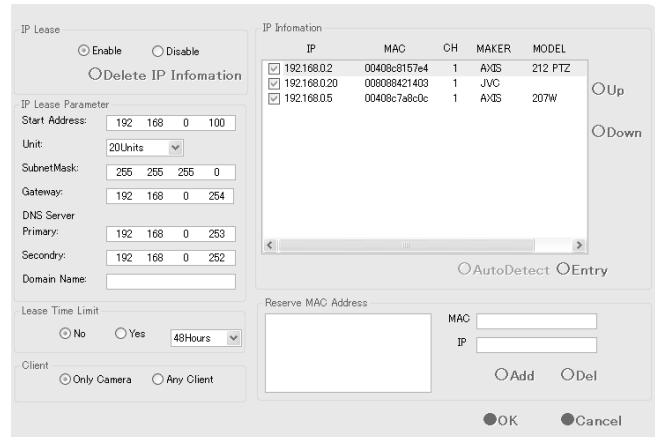 IP Lease
Enable Disable
Delete IP Infomation
IP Lease Parameter
Start Address: 192 168 0 100
Unit: 20Units
SubnetMask: 255 255 255 0
Gateway: 192 168 0 254
DNS Server
Primary: 192 168 0 253
Secondry: 192 168 0 252
Domain Name:
Lease Time Limit
No Yes 48Hours
Client
Only Camera Any Client
IP Infomation
IP MAC CH MAKER MODEL
192.168.0.2 00408c8157e4 1 AXIS 212 PTZ
192.168.0.20 008088421403 1 JVC
192.168.0.5 00408c7a8c0c 1 AXIS 207W
Up
Down
AutoDetect Entry
Reserve MAC Address
MAC
IP
Add Del
OK Cancel